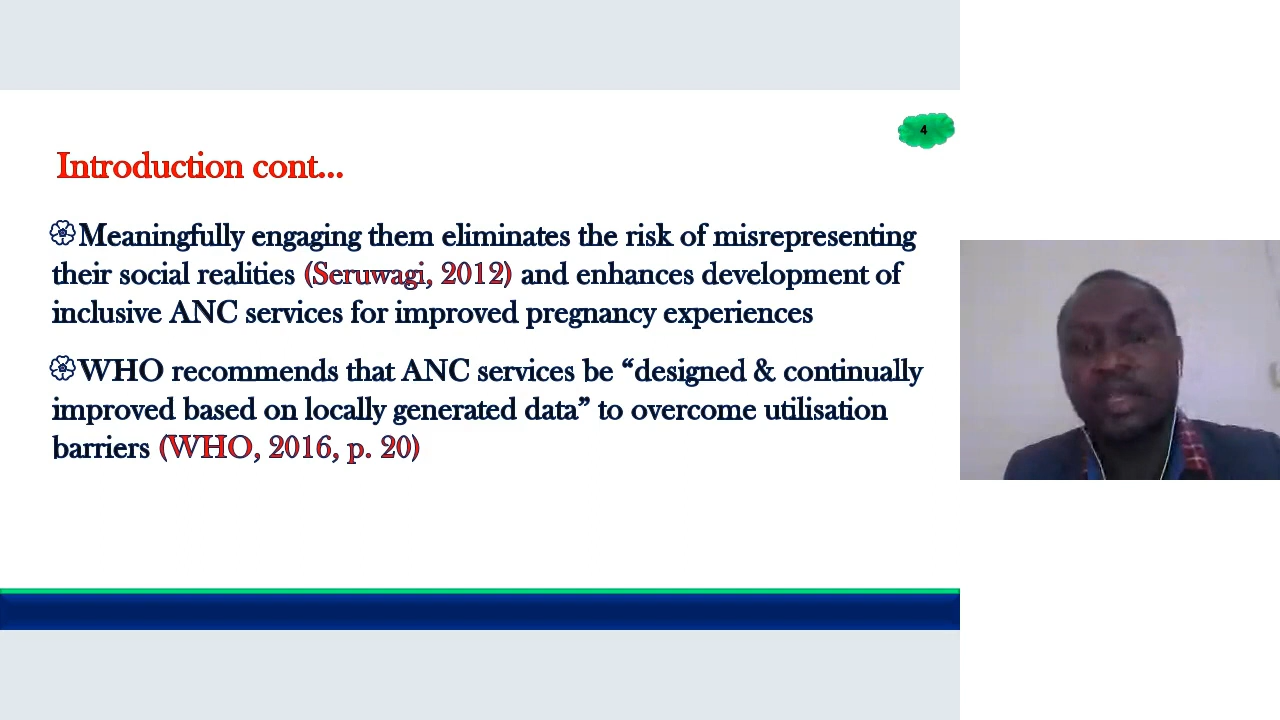 4
Introduction cont...
Meaningfully engaging them eliminates the risk of misrepresenting
their social realities (Seruwagi, 2012) and enhances development of
inclusive ANC services for improved pregnancy experiences
WHO recommends that ANC services be “designed & continually
improved based on locally generated data” to overcome utilisation
barriers (WHO, 2016, p. 20)